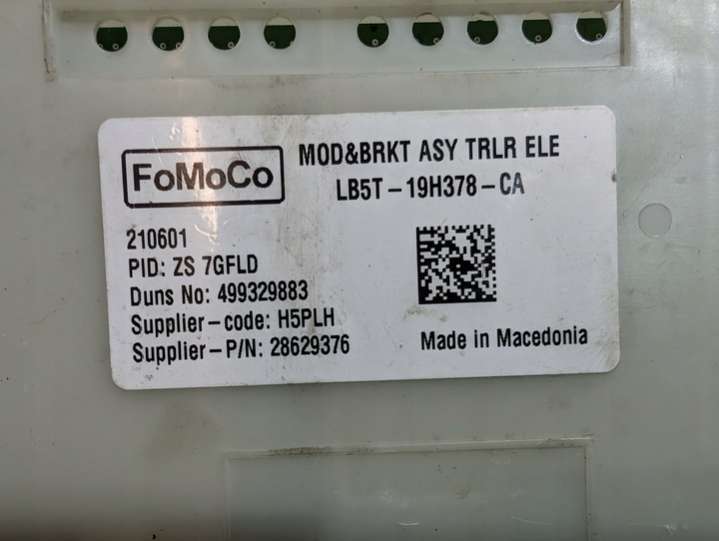 FoMoCo
MOD&BRKT ASY TRLR ELE
LB5T-19H378-CA
210601
PID: ZS 7GFLD
Duns No: 499329883
Supplier-code: H5PLH
Supplier-P/N: 28629376
Made in Macedonia